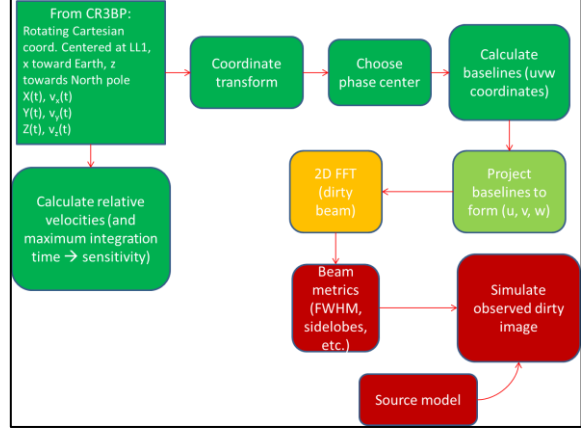 From CR3BP:
Rotating Cartesian
coord. Centered at LL1,
x toward Earth, z
towards North pole
X(t), vₓ(t)
Y(t), vᵧ(t)
Z(t), v_z(t)
Coordinate
transform
Choose
phase center
Calculate
baselines (uvw
coordinates)
Calculate relative
velocities (and
maximum integration
time → sensitivity)
2D FFT
(dirty
beam)
Project
baselines to
form (u, v, w)
Beam
metrics
(FWHM,
sidelobes,
etc.)
Simulate
observed dirty
image
Source model